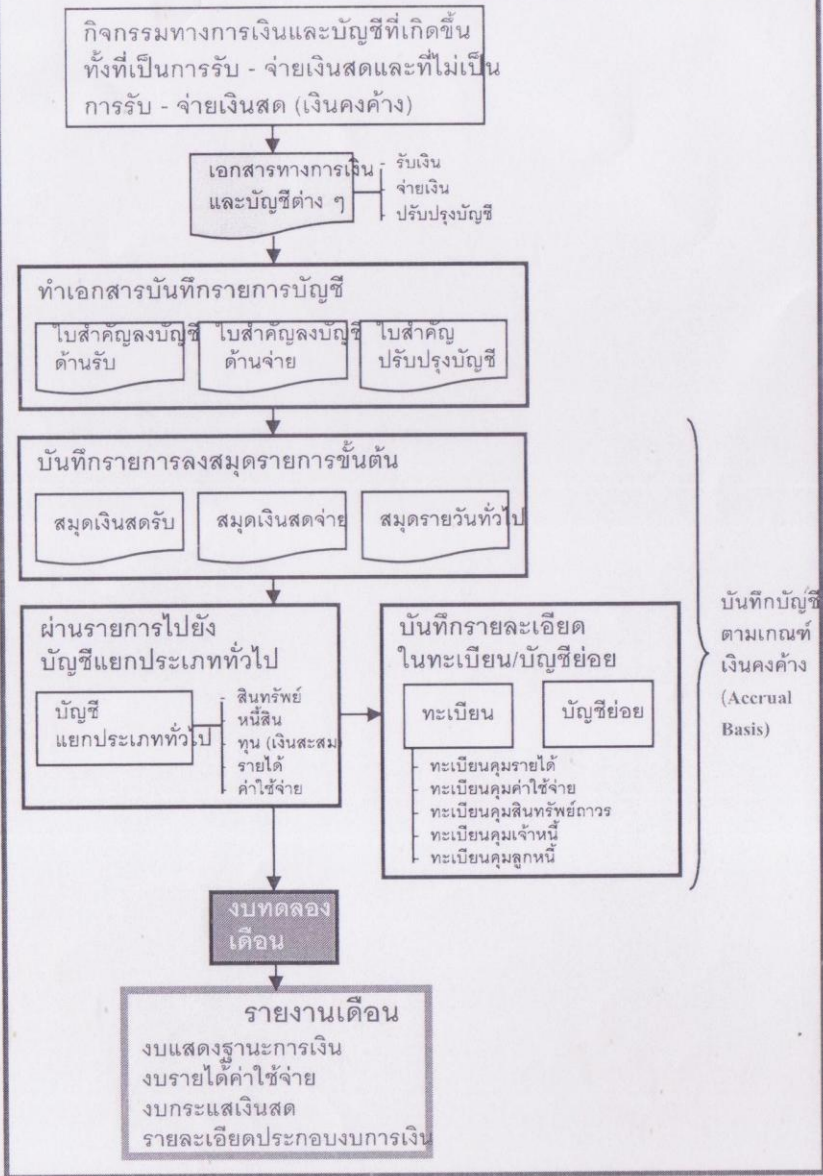 กิจกรรมทางการเงินและบัญชีที่เกิดขึ้น
ทั้งที่เป็นการรับ - จ่ายเงินสดและที่ไม่เป็น
การรับ - จ่ายเงินสด (เงินคงค้าง)
เอกสารทางการเงิน
และบัญชีต่าง ๆ
- รับเงิน
- จ่ายเงิน
- ปรับปรุงบัญชี
ทำเอกสารบันทึกรายการบัญชี
ใบสำคัญลงบัญชี
ด้านรับ
ใบสำคัญลงบัญชี
ด้านจ่าย
ใบสำคัญ
ปรับปรุงบัญชี
บันทึกรายการลงสมุดรายการขั้นต้น
สมุดเงินสดรับ
สมุดเงินสดจ่าย
สมุดรายวันทั่วไป
ผ่านรายการไปยัง
บัญชีแยกประเภททั่วไป
บัญชี
แยกประเภททั่วไป
- สินทรัพย์
- หนี้สิน
- ทุน (เงินสะสม)
- รายได้
- ค่าใช้จ่าย
บันทึกรายละเอียด
ในทะเบียน/บัญชีย่อย
ทะเบียน
บัญชีย่อย
- ทะเบียนคุมรายได้
- ทะเบียนคุมค่าใช้จ่าย
- ทะเบียนคุมสินทรัพย์ถาวร
- ทะเบียนคุมเจ้าหนี้
- ทะเบียนคุมลูกหนี้
บันทึกบัญชี
ตามเกณฑ์
เงินคงค้าง
(Accrual
Basis)
งบทดลอง
เดือน
รายงานเดือน
งบแสดงฐานะการเงิน
งบรายได้ค่าใช้จ่าย
งบกระแสเงินสด
รายละเอียดประกอบงบการเงิน